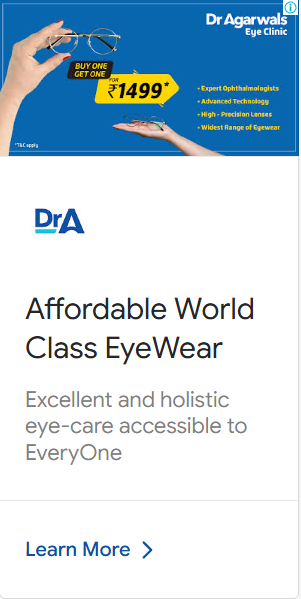 Dr Agarwals
Eye Clinic
BUY ONE
GET ONE
FOR
₹1499*
• Expert Ophthalmologists
• Advanced Technology
• High - Precision Lenses
• Widest Range of Eyewear
*T&C apply
DrA
Affordable World
Class EyeWear
Excellent and holistic
eye-care accessible to
EveryOne
Learn More